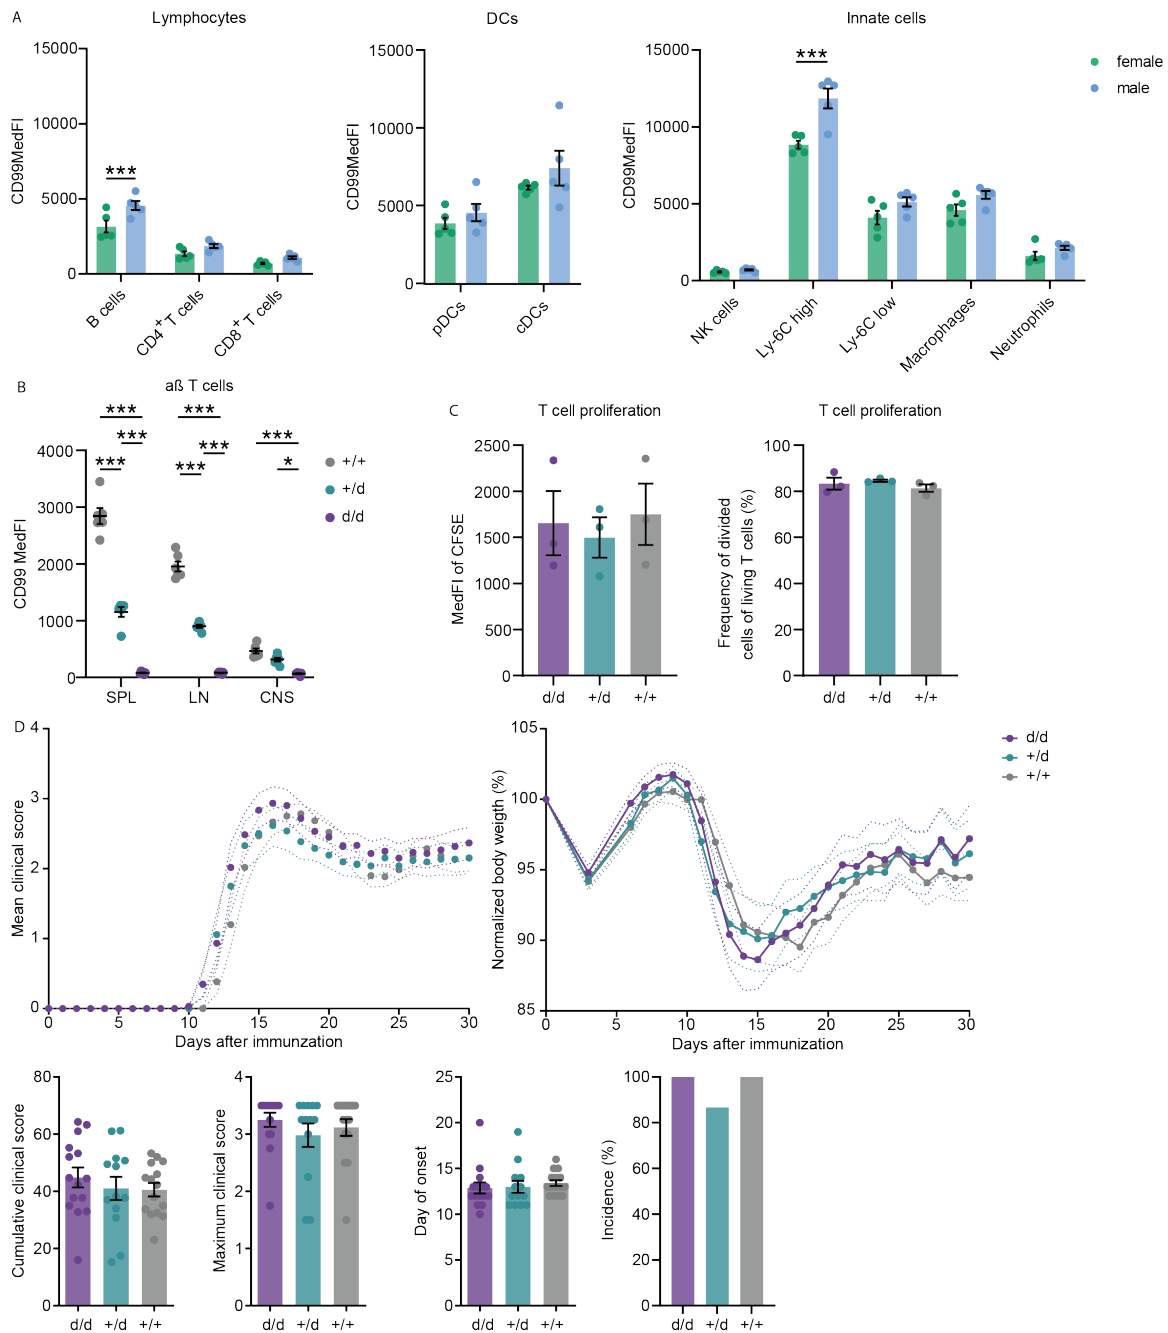 A
Lymphocytes
DCs
Innate cells
female
male
CD99MedFI
15000
10000
5000
0
***
B cells
CD4+T cells
CD8+T cells
CD99MedFI
15000
10000
5000
0
pDCs
cDCs
CD99MedFI
15000
10000
5000
0
***
NK cells
Ly-6C high
Ly-6C low
Macrophages
Neutrophils
B
aß T cells
CD99 MedFI
4000
3000
2000
1000
0
***
***
***
***
***
***
***
*
SPL
LN
CNS
+/+
+/d
d/d
C
T cell proliferation
MedFI of CFSE
2500
2000
1500
1000
500
0
d/d
+/d
+/+
T cell proliferation
Frequency of divided
cells of living T cells (%)
100
80
60
40
20
0
d/d
+/d
+/+
D
Mean clinical score
4
3
2
1
0
0
5
10
15
20
25
30
Days after immunzation
Normalized body weigth (%)
105
100
95
90
85
0
5
10
15
20
25
30
Days after immunization
d/d
+/d
+/+
Cumulative clinical score
80
60
40
20
0
d/d
+/d
+/+
Maximum clinical score
4
3
2
1
0
d/d
+/d
+/+
Day of onset
25
20
15
10
5
0
d/d
+/d
+/+
Incidence (%)
100
80
60
40
20
0
d/d
+/d
+/+